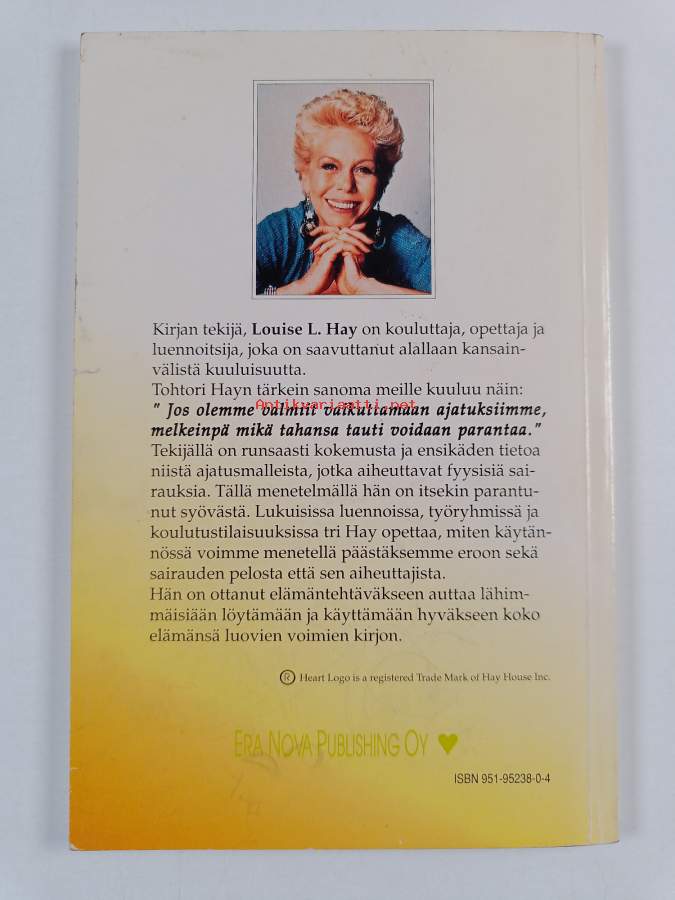 Kirjan tekijä, Louise L. Hay on kouluttaja, opettaja ja
luennoitsija, joka on saavuttanut alallaan kansain-
välistä kuuluisuutta.
Tohtori Hayn tärkein sanoma meille kuuluu näin:
Antikvariaatti.net
" Jos olemme valmiit vaikuttamaan ajatuksiimme,
melkeinpä mikä tahansa tauti voidaan parantaa."
Tekijällä on runsaasti kokemusta ja ensikäden tietoa
niistä ajatusmalleista, jotka aiheuttavat fyysisiä sai-
rauksia. Tällä menetelmällä hän on itsekin parantu-
nut syövästä. Lukuisissa luennoissa, työryhmissä ja
koulutustilaisuuksissa tri Hay opettaa, miten käytän-
nössä voimme menetellä päästäksemme eroon sekä
sairauden pelosta että sen aiheuttajista.
Hän on ottanut elämäntehtäväkseen auttaa lähim-
mäisiään löytämään ja käyttämään hyväkseen koko
elämänsä luovien voimien kirjon.
® Heart Logo is a registered Trade Mark of Hay House Inc.
ERA NOVA PUBLISHING OY
ISBN 951-95238-0-4